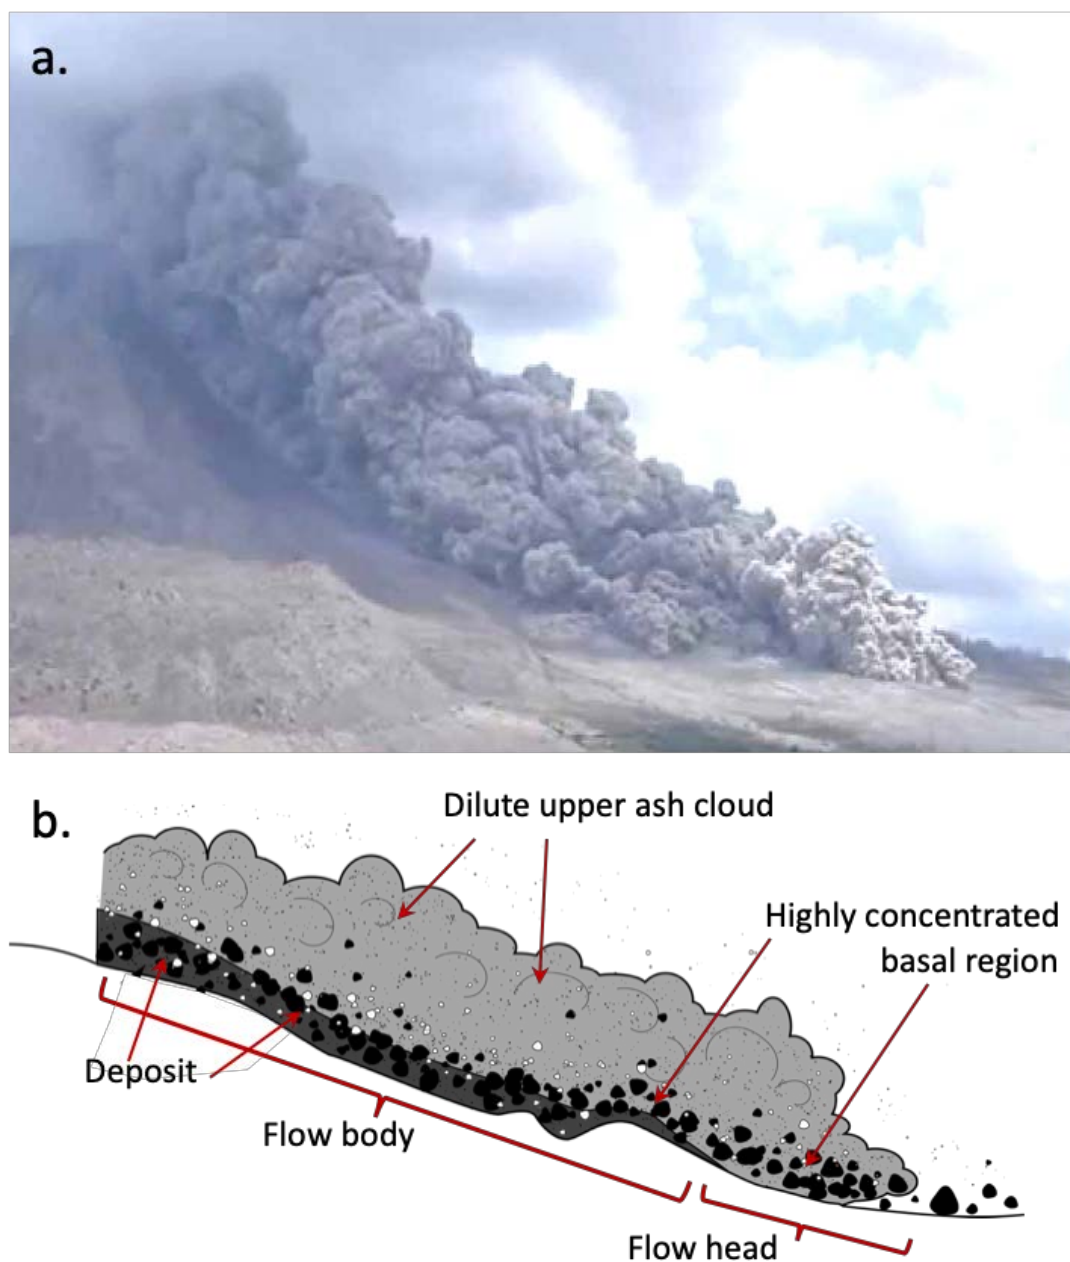 a.
b.
Dilute upper ash cloud
Highly concentrated
basal region
Deposit
Flow body
Flow head